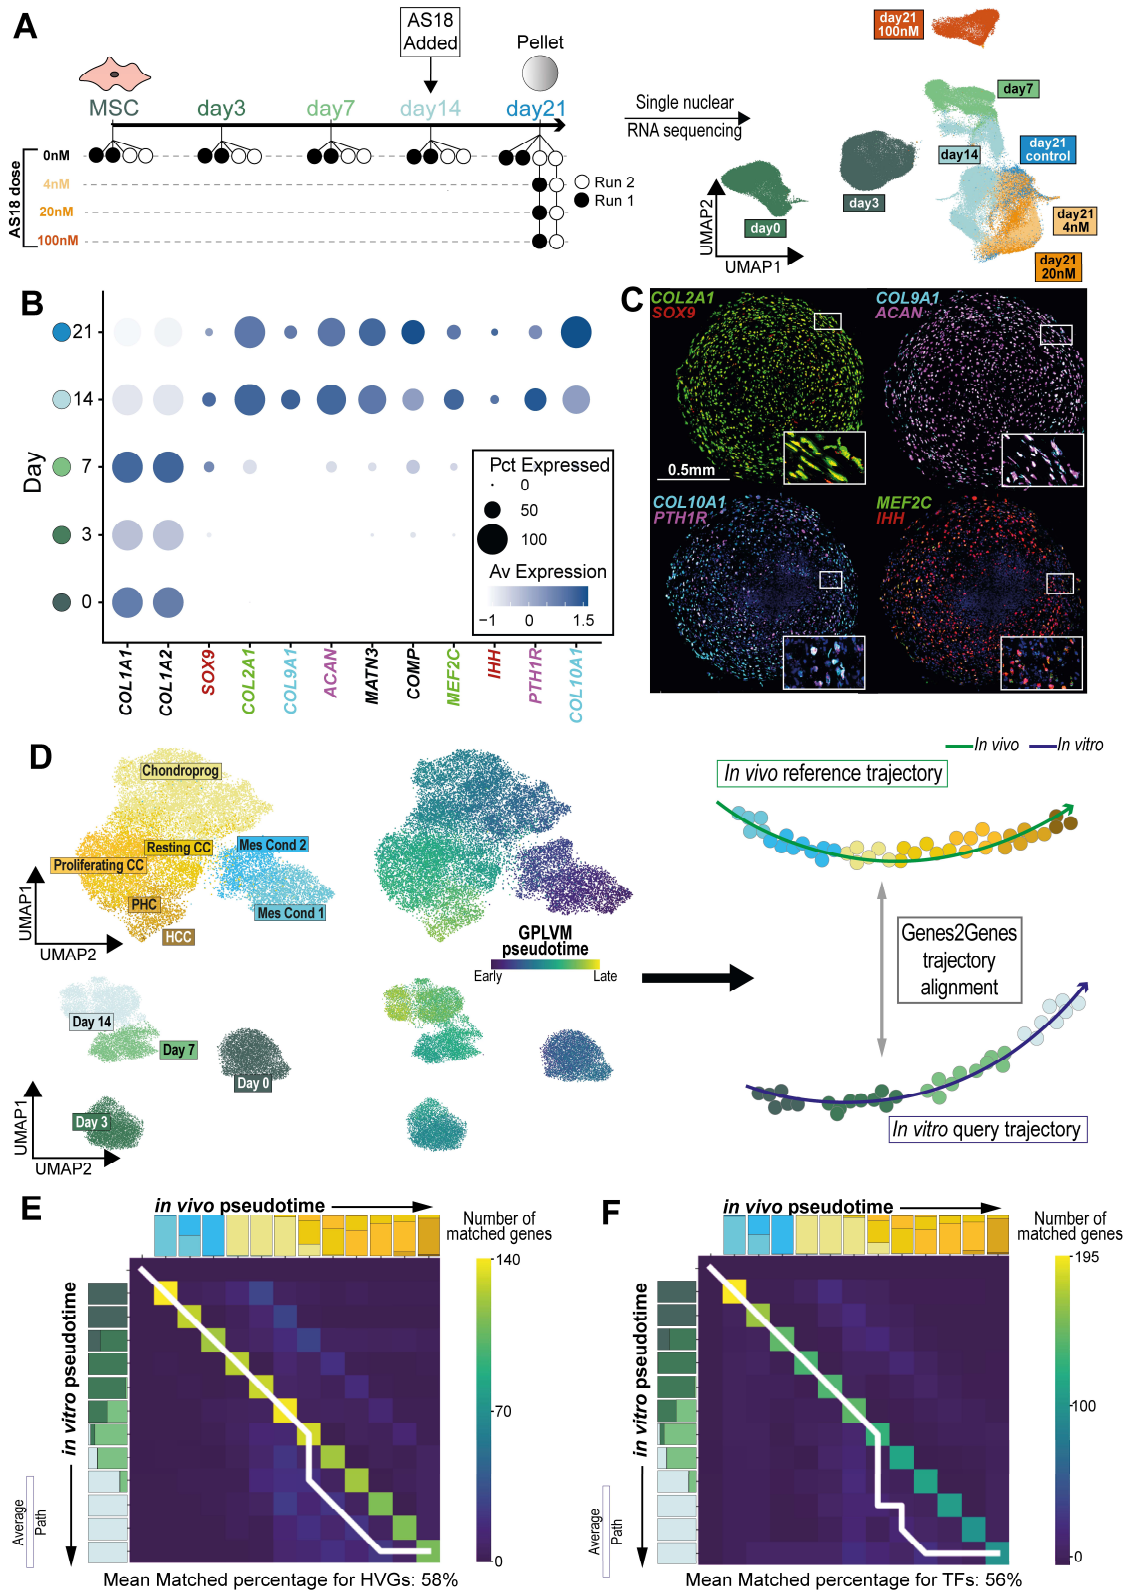 A
AS18
Added
Pellet
MSC
day3
day7
day14
day21
AS18 dose
0nM
4nM
20nM
100nM
Run 2
Run 1
Single nuclear
RNA sequencing
day21
100nM
day7
day14
day21
control
day3
day0
day21
4nM
day21
20nM
UMAP2
UMAP1
B
Day
21
14
7
3
0
Pct Expressed
0
50
100
Av Expression
−1
0
1.5
COL1A1
COL1A2
SOX9
COL2A1
COL9A1
ACAN
MATN3
COMP
MEF2C
IHH
PTH1R
COL10A1
C
COL2A1
SOX9
COL9A1
ACAN
0.5mm
COL10A1
PTH1R
MEF2C
IHH
D
Chondroprog
Resting CC
Mes Cond 2
Proliferating CC
PHC
Mes Cond 1
HCC
UMAP1
UMAP2
GPLVM
pseudotime
Early
Late
Day 14
Day 7
Day 0
Day 3
UMAP1
UMAP2
In vivo
In vitro
In vivo reference trajectory
Genes2Genes
trajectory
alignment
In vitro query trajectory
E
in vivo pseudotime
Number of
matched genes
140
70
0
in vitro pseudotime
Average
Path
Mean Matched percentage for HVGs: 58%
F
in vivo pseudotime
Number of
matched genes
195
100
0
in vitro pseudotime
Average
Path
Mean Matched percentage for TFs: 56%